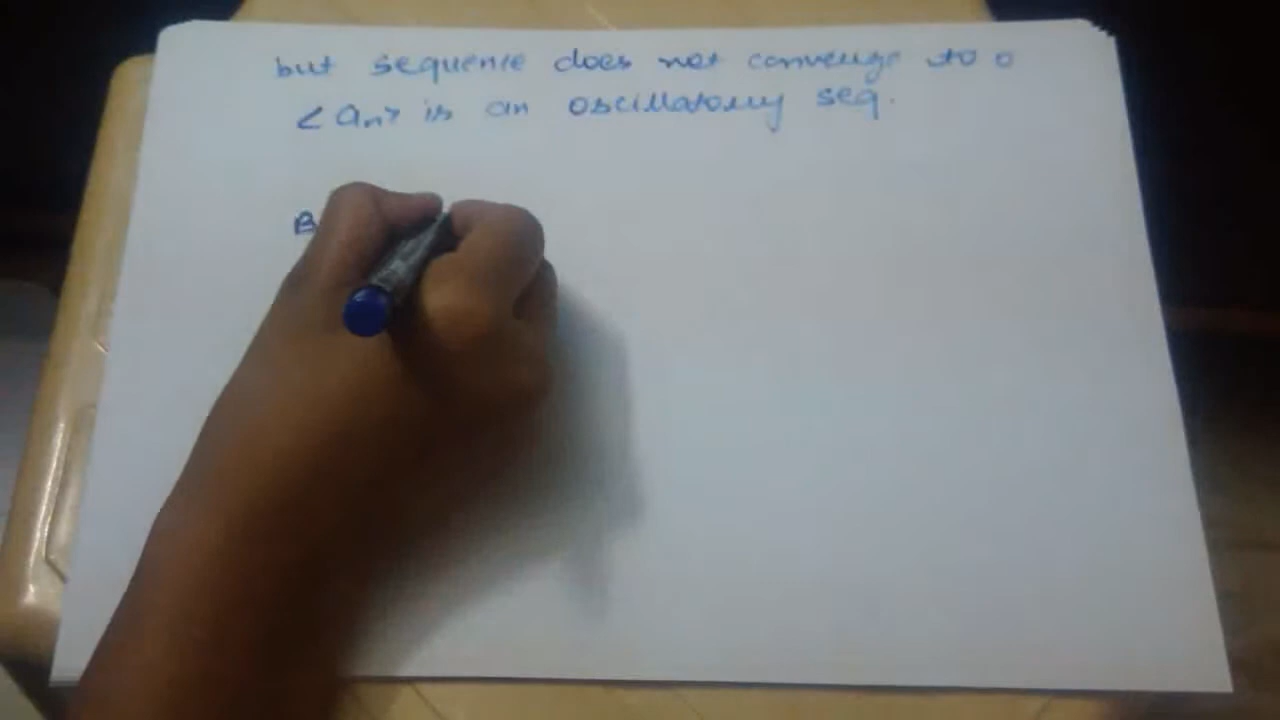 but sequence does not converge to 0
< an > is an oscillatory seq.
B